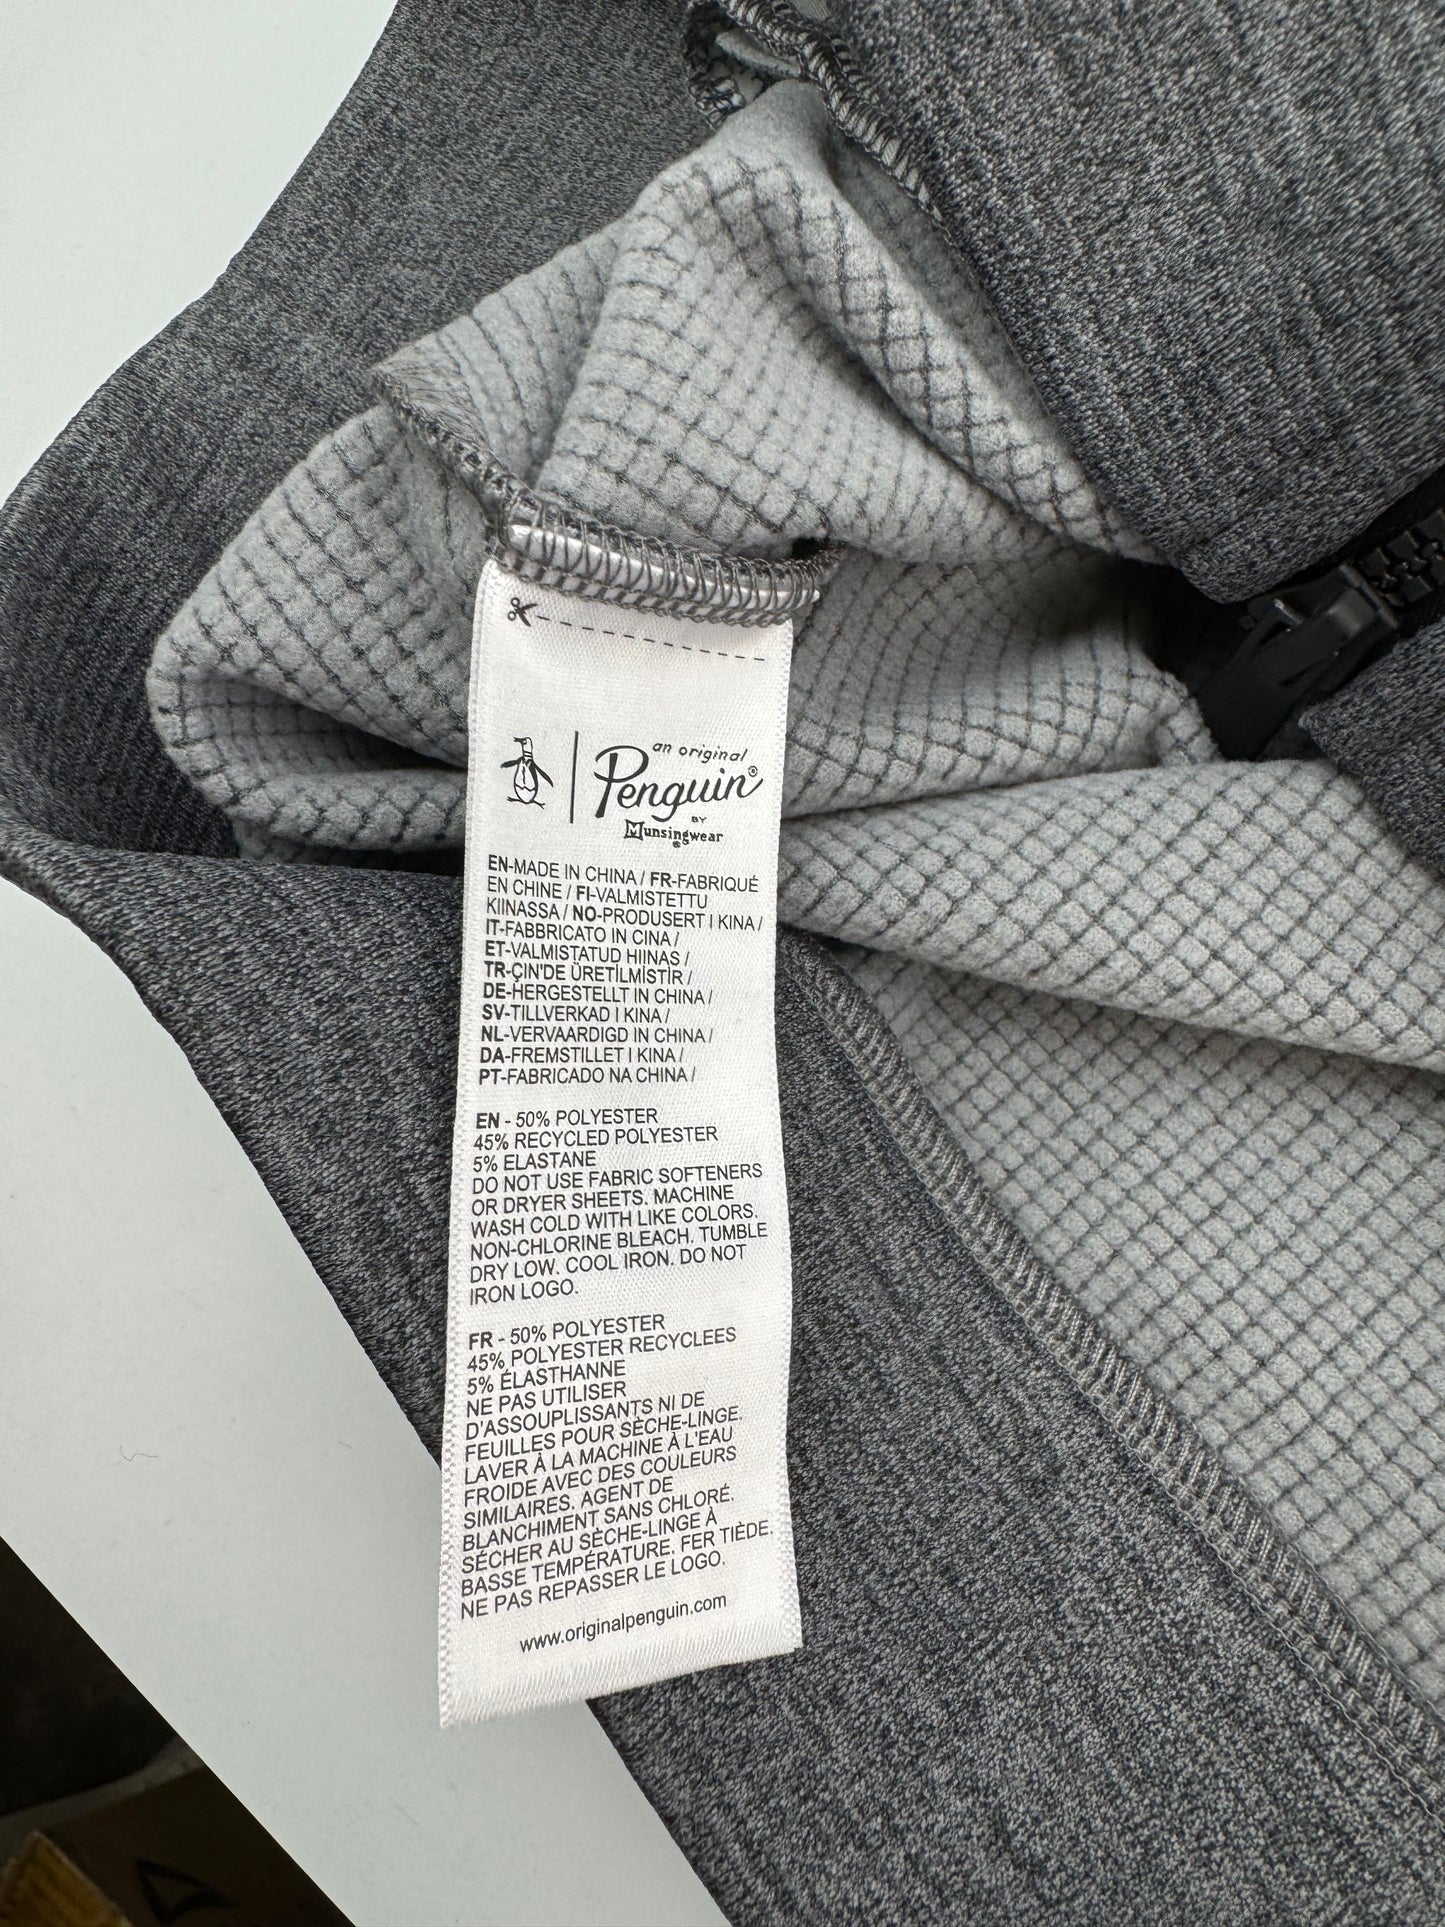 an original
Penguin®
BY
Munsingwear®
EN-MADE IN CHINA / FR-FABRIQUÉ
EN CHINE / FI-VALMISTETTU
KIINASSA / NO-PRODUSERT I KINA /
IT-FABBRICATO IN CINA /
ET-VALMISTATUD HIINAS /
TR-ÇIN'DE ÜRETİLMİSTİR /
DE-HERGESTELLT IN CHINA /
SV-TILLVERKAD I KINA /
NL-VERVAARDIGD IN CHINA /
DA-FREMSTILLET I KINA /
PT-FABRICADO NA CHINA /
EN - 50% POLYESTER
45% RECYCLED POLYESTER
5% ELASTANE
DO NOT USE FABRIC SOFTENERS
OR DRYER SHEETS. MACHINE
WASH COLD WITH LIKE COLORS.
NON-CHLORINE BLEACH. TUMBLE
DRY LOW. COOL IRON. DO NOT
IRON LOGO.
FR - 50% POLYESTER
45% POLYESTER RECYCLEES
5% ÉLASTHANNE
NE PAS UTILISER
D'ASSOUPLISSANTS NI DE
FEUILLES POUR SÈCHE-LINGE.
LAVER À LA MACHINE À L'EAU
FROIDE AVEC DES COULEURS
SIMILAIRES. AGENT DE
BLANCHIMENT SANS CHLORÉ.
SÉCHER AU SÈCHE-LINGE À
BASSE TEMPÉRATURE. FER TIÈDE.
NE PAS REPASSER LE LOGO.
www.originalpenguin.com